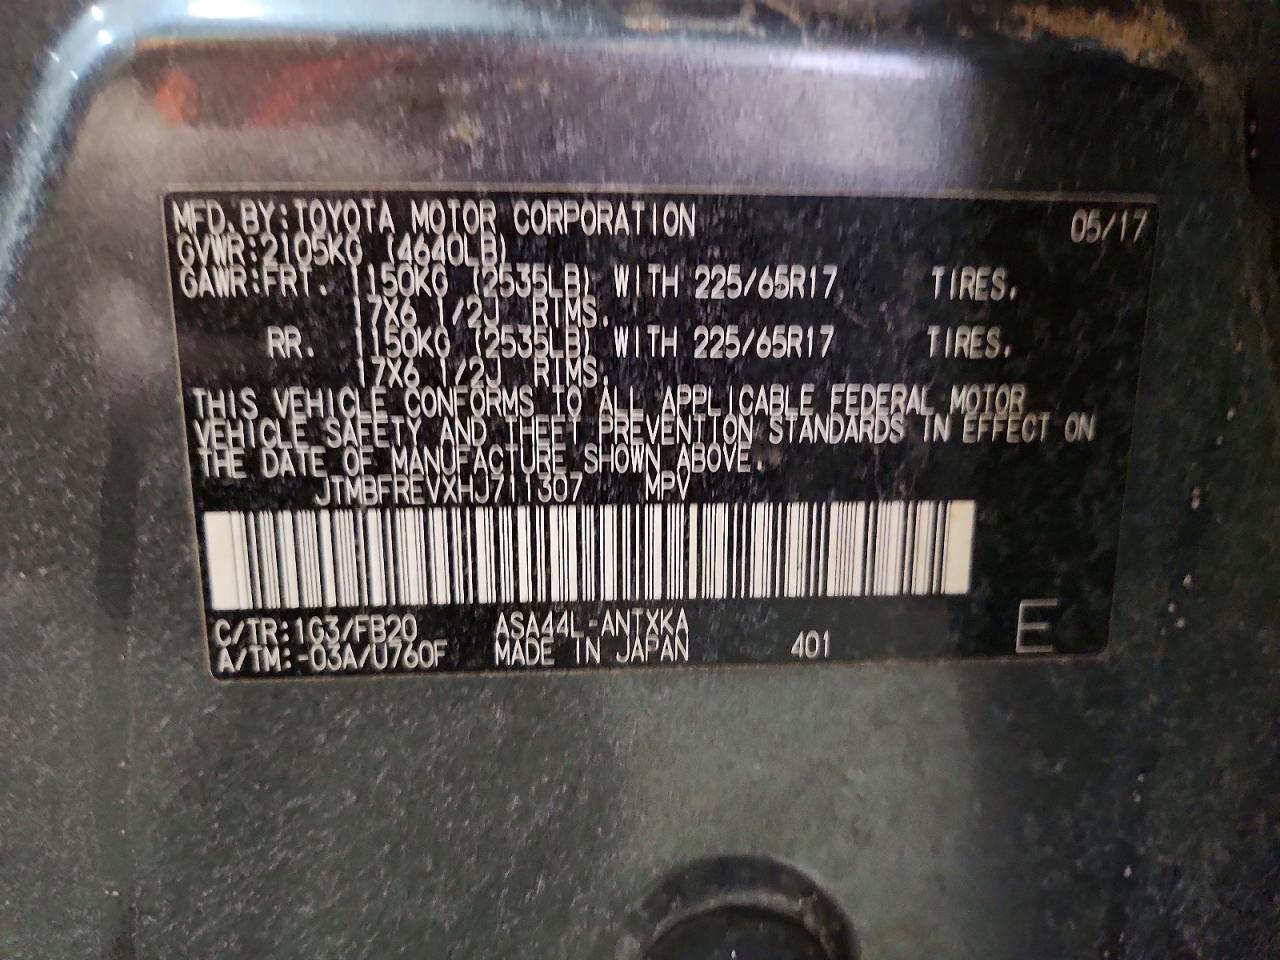 MFD.BY:TOYOTA MOTOR CORPORATION 05/17
GVWR:2105KG (4640LB)
GAWR:FRT. 1150KG (2535LB) WITH 225/65R17 TIRES.
17X6 1/2J RIMS.
RR. 1150KG (2535LB) WITH 225/65R17 TIRES.
17X6 1/2J RIMS.
THIS VEHICLE CONFORMS TO ALL APPLICABLE FEDERAL MOTOR
VEHICLE SAFETY AND THEFT PREVENTION STANDARDS IN EFFECT ON
THE DATE OF MANUFACTURE SHOWN ABOVE.
JTMBFREVXHJ711307 MPV
C/TR:1G3/FB20 ASA44L-ANTXKA
A/TM:-03A/U760F MADE IN JAPAN 401 E